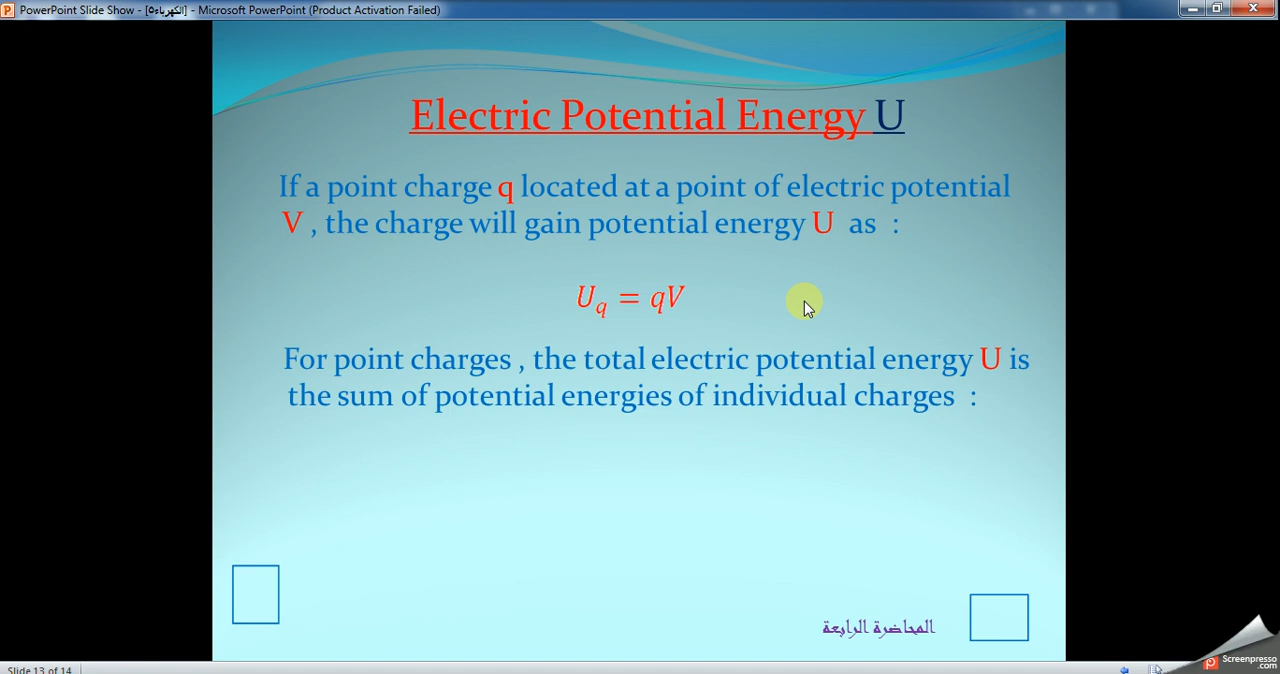 PowerPoint Slide Show - [الكهرباء٥] - Microsoft PowerPoint (Product Activation Failed)
Electric Potential Energy U
If a point charge q located at a point of electric potential
V , the charge will gain potential energy U as :
U_q = qV
For point charges , the total electric potential energy U is
the sum of potential energies of individual charges :
المحاضرة الرابعة
Slide 13 of 14
Screenpresso
.com